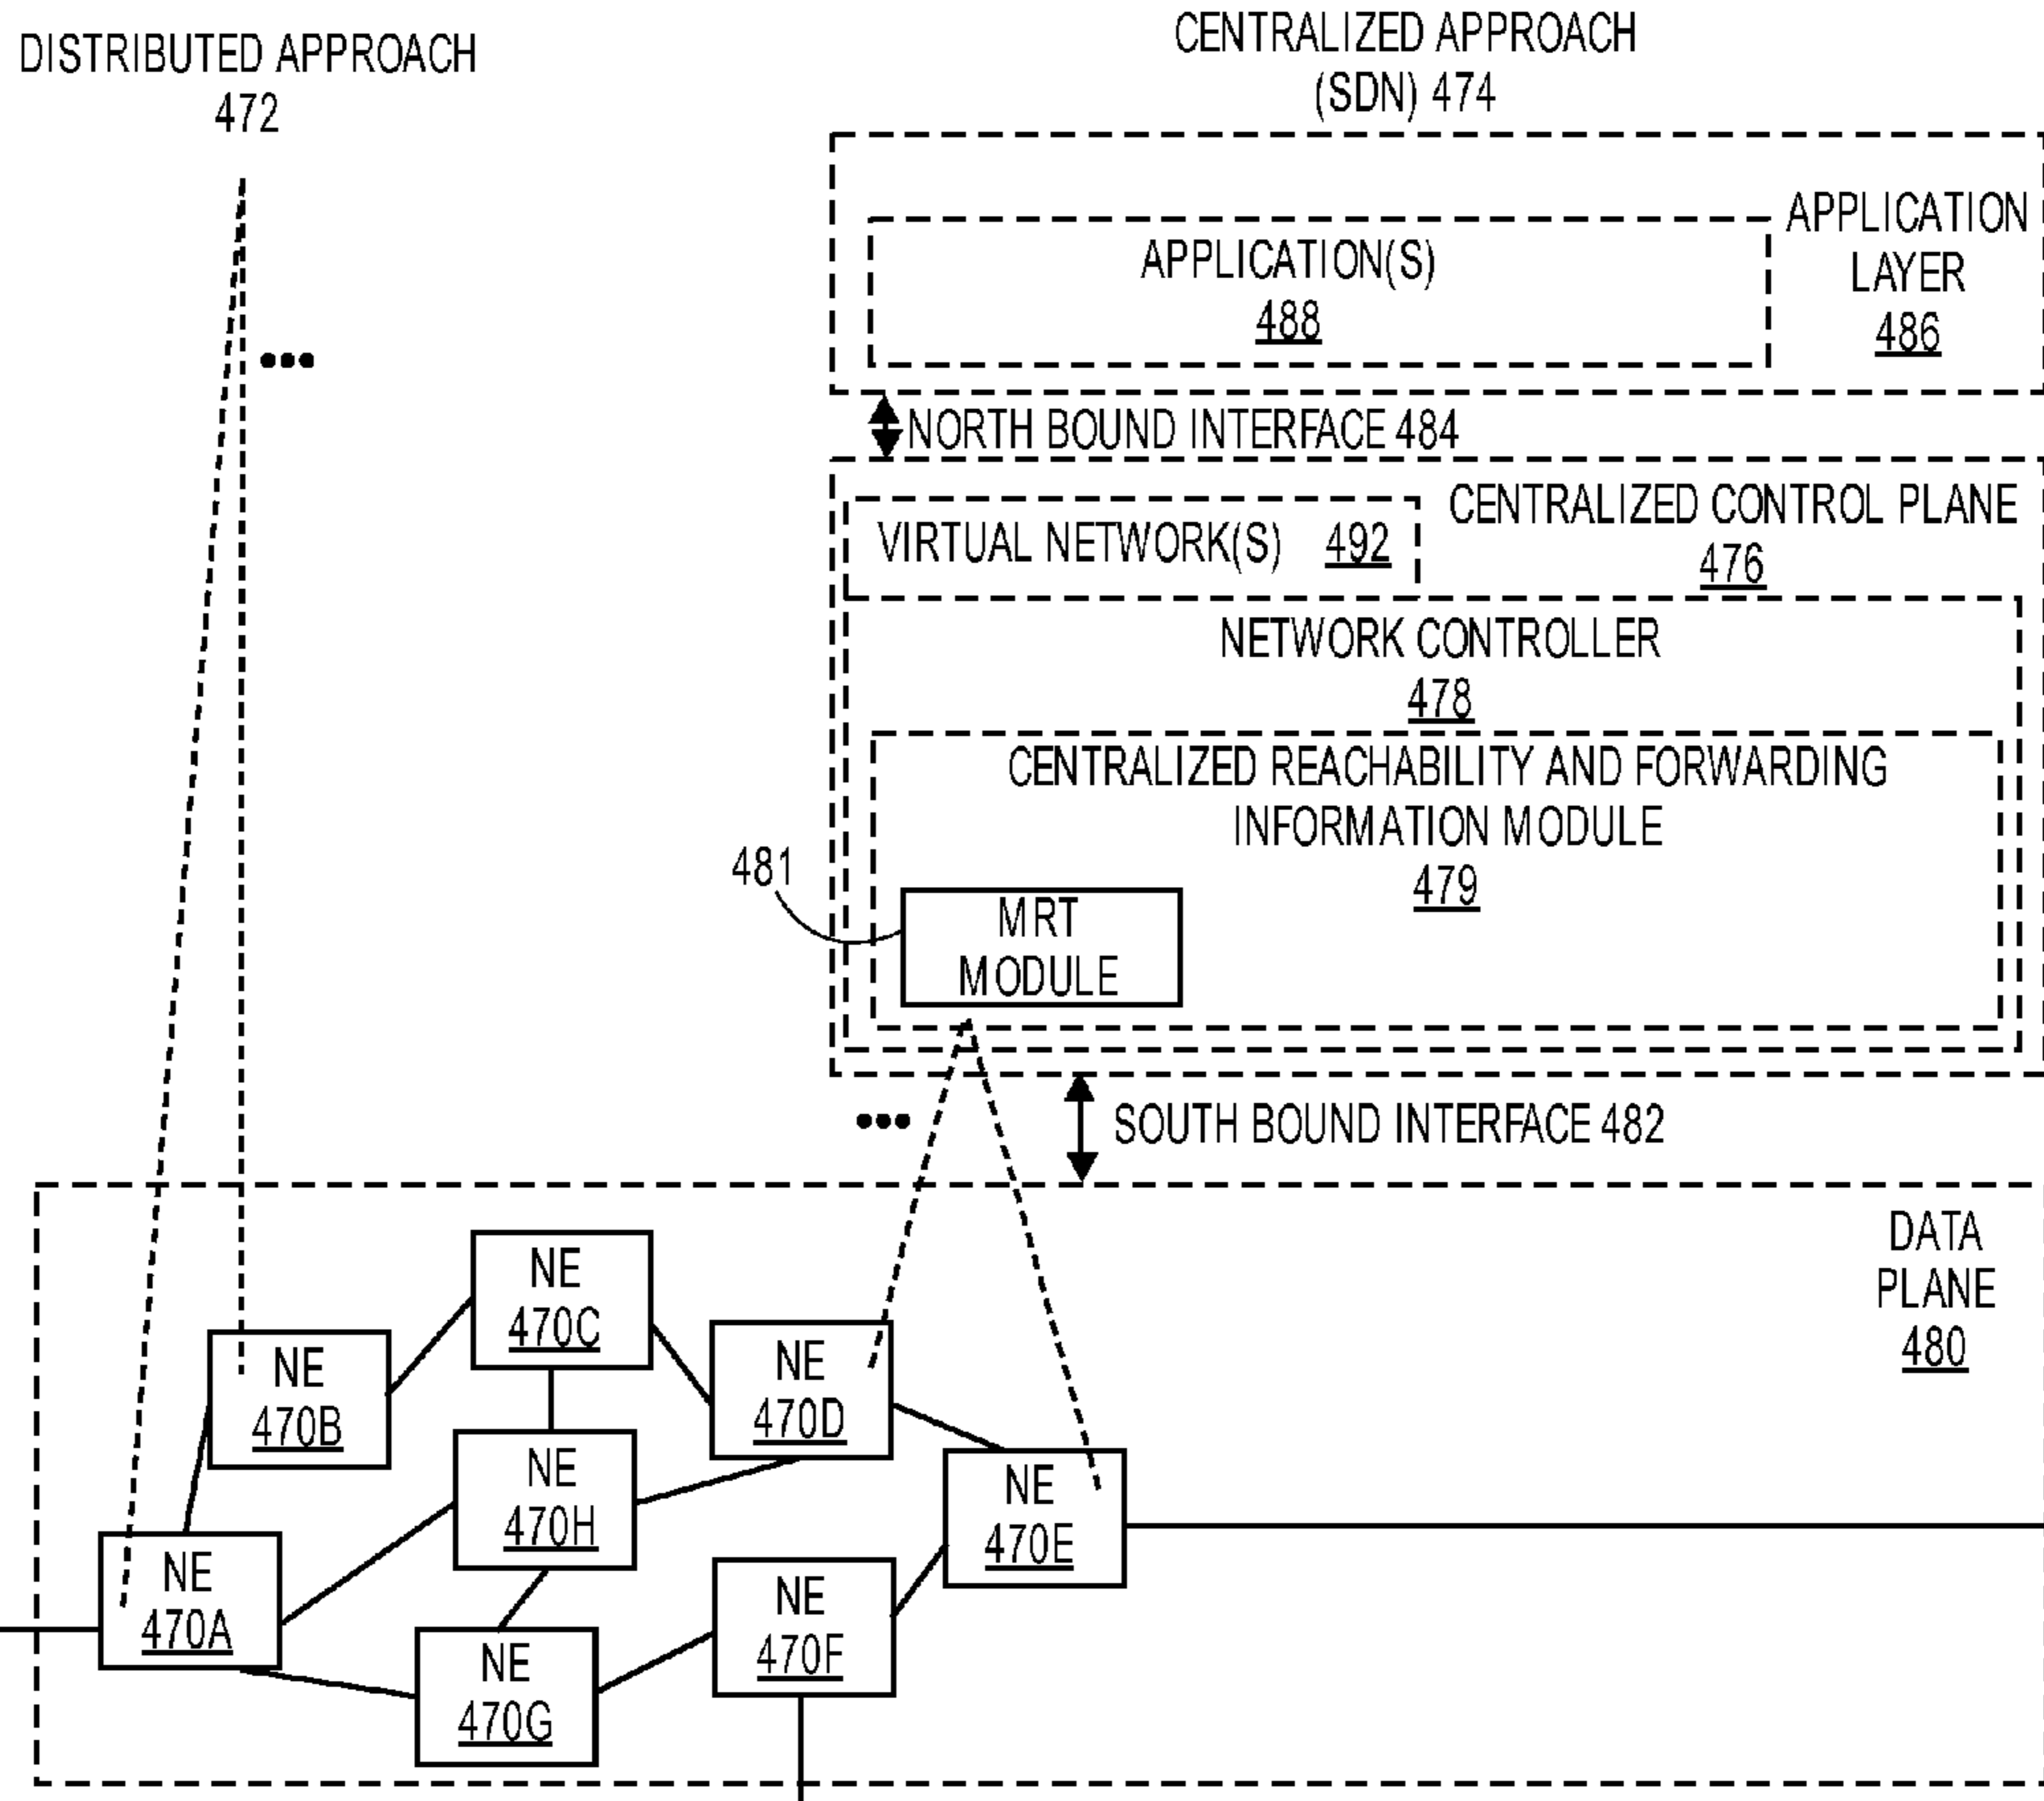 DISTRIBUTED APPROACH
472
CENTRALIZED APPROACH
(SDN) 474
APPLICATION(S)
488
APPLICATION
LAYER
486
NORTH BOUND INTERFACE 484
VIRTUAL NETWORK(S) 492
CENTRALIZED CONTROL PLANE
476
NETWORK CONTROLLER
478
CENTRALIZED REACHABILITY AND FORWARDING
INFORMATION MODULE
479
481
MRT
MODULE
SOUTH BOUND INTERFACE 482
DATA
PLANE
480
NE
470C
NE
470B
NE
470D
NE
470H
NE
470E
NE
470A
NE
470F
NE
470G